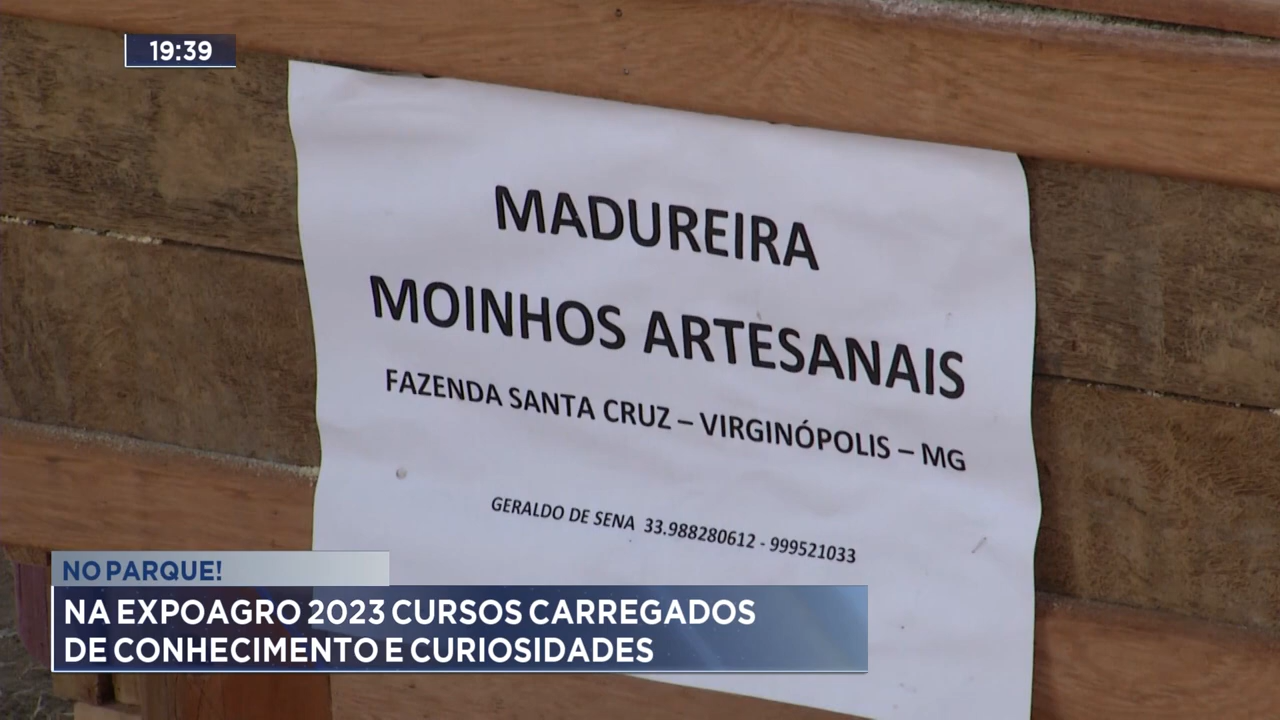 19:39
MADUREIRA
MOINHOS ARTESANAIS
FAZENDA SANTA CRUZ – VIRGINÓPOLIS – MG
GERALDO DE SENA 33.988280612 - 999521033
NO PARQUE!
NA EXPOAGRO 2023 CURSOS CARREGADOS
DE CONHECIMENTO E CURIOSIDADES